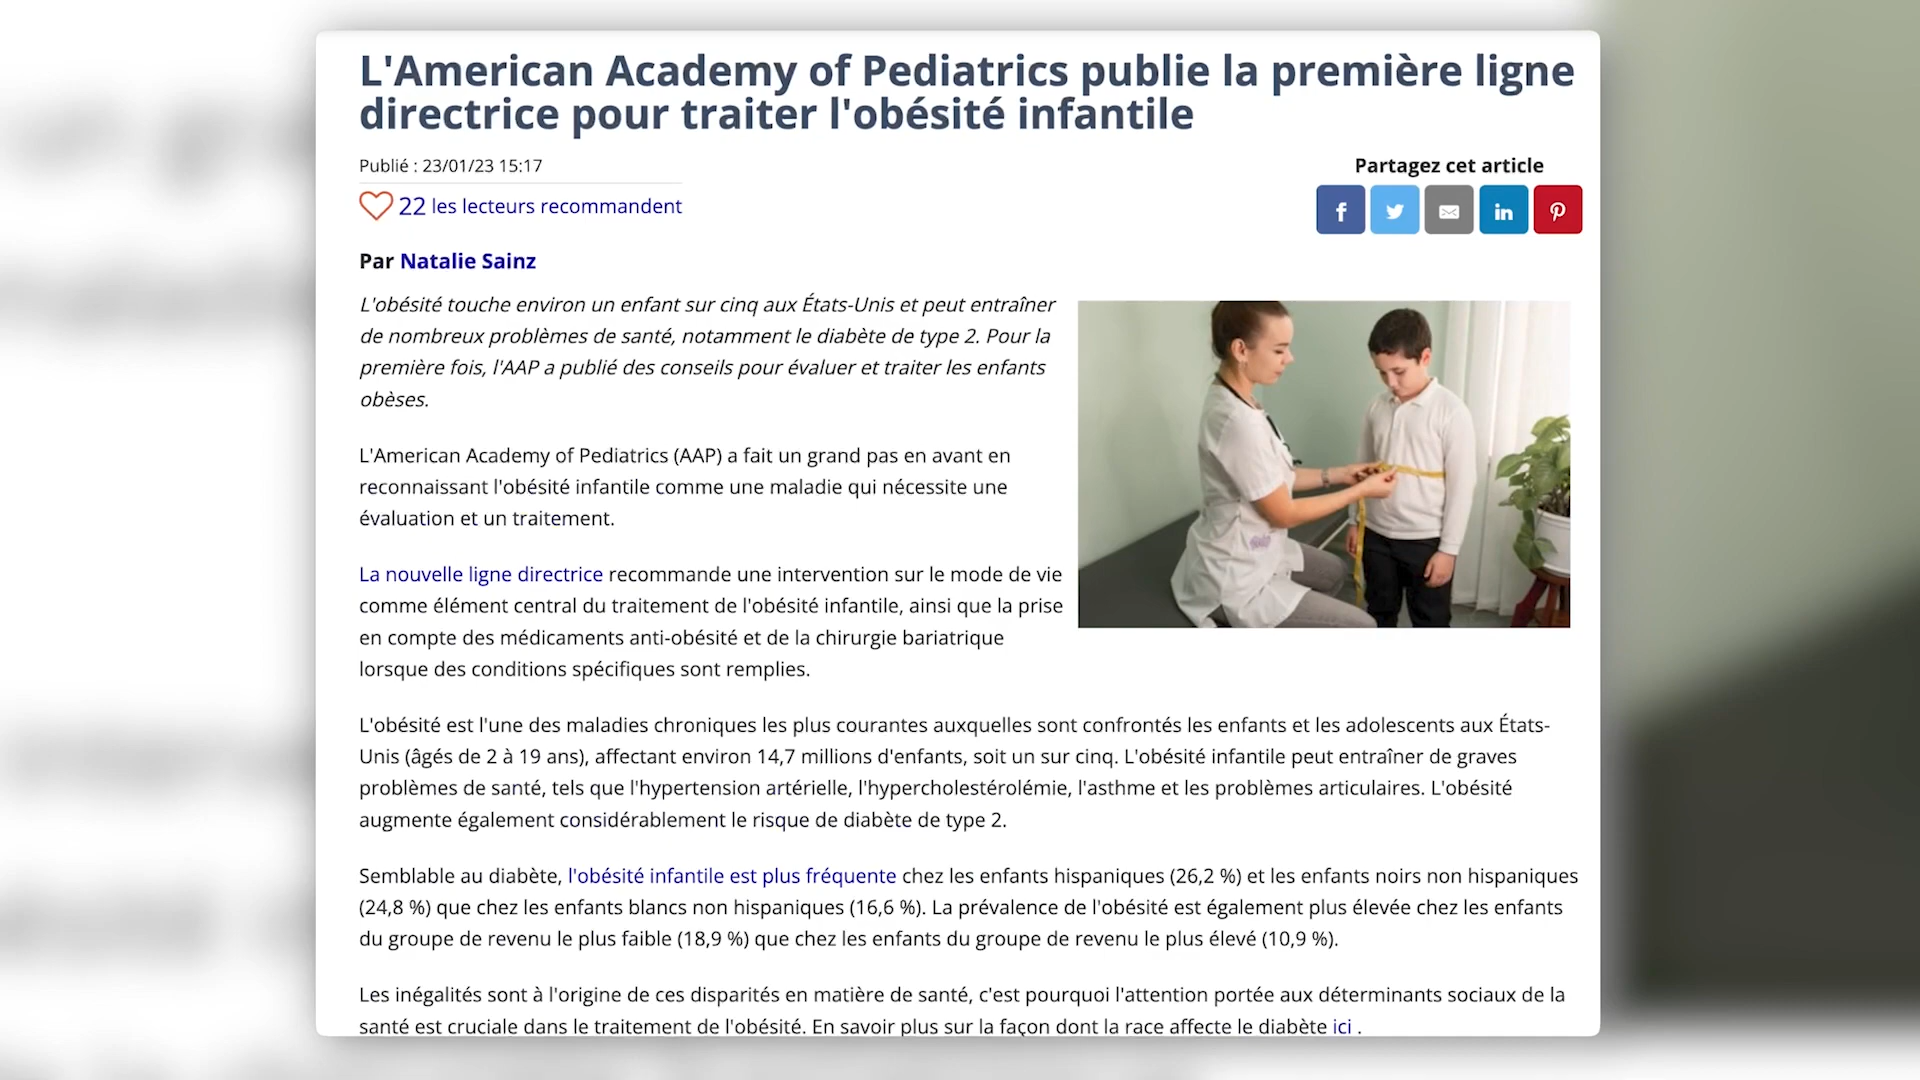 L'American Academy of Pediatrics publie la première ligne
directrice pour traiter l'obésité infantile
Publié : 23/01/23 15:17
Partagez cet article
22 les lecteurs recommandent
Par Natalie Sainz
L'obésité touche environ un enfant sur cinq aux États-Unis et peut entraîner
de nombreux problèmes de santé, notamment le diabète de type 2. Pour la
première fois, l'AAP a publié des conseils pour évaluer et traiter les enfants
obèses.
L'American Academy of Pediatrics (AAP) a fait un grand pas en avant en
reconnaissant l'obésité infantile comme une maladie qui nécessite une
évaluation et un traitement.
La nouvelle ligne directrice recommande une intervention sur le mode de vie
comme élément central du traitement de l'obésité infantile, ainsi que la prise
en compte des médicaments anti-obésité et de la chirurgie bariatrique
lorsque des conditions spécifiques sont remplies.
L'obésité est l'une des maladies chroniques les plus courantes auxquelles sont confrontés les enfants et les adolescents aux États-
Unis (âgés de 2 à 19 ans), affectant environ 14,7 millions d'enfants, soit un sur cinq. L'obésité infantile peut entraîner de graves
problèmes de santé, tels que l'hypertension artérielle, l'hypercholestérolémie, l'asthme et les problèmes articulaires. L'obésité
augmente également considérablement le risque de diabète de type 2.
Semblable au diabète, l'obésité infantile est plus fréquente chez les enfants hispaniques (26,2 %) et les enfants noirs non hispaniques
(24,8 %) que chez les enfants blancs non hispaniques (16,6 %). La prévalence de l'obésité est également plus élevée chez les enfants
du groupe de revenu le plus faible (18,9 %) que chez les enfants du groupe de revenu le plus élevé (10,9 %).
Les inégalités sont à l'origine de ces disparités en matière de santé, c'est pourquoi l'attention portée aux déterminants sociaux de la
santé est cruciale dans le traitement de l'obésité. En savoir plus sur la façon dont la race affecte le diabète ici .